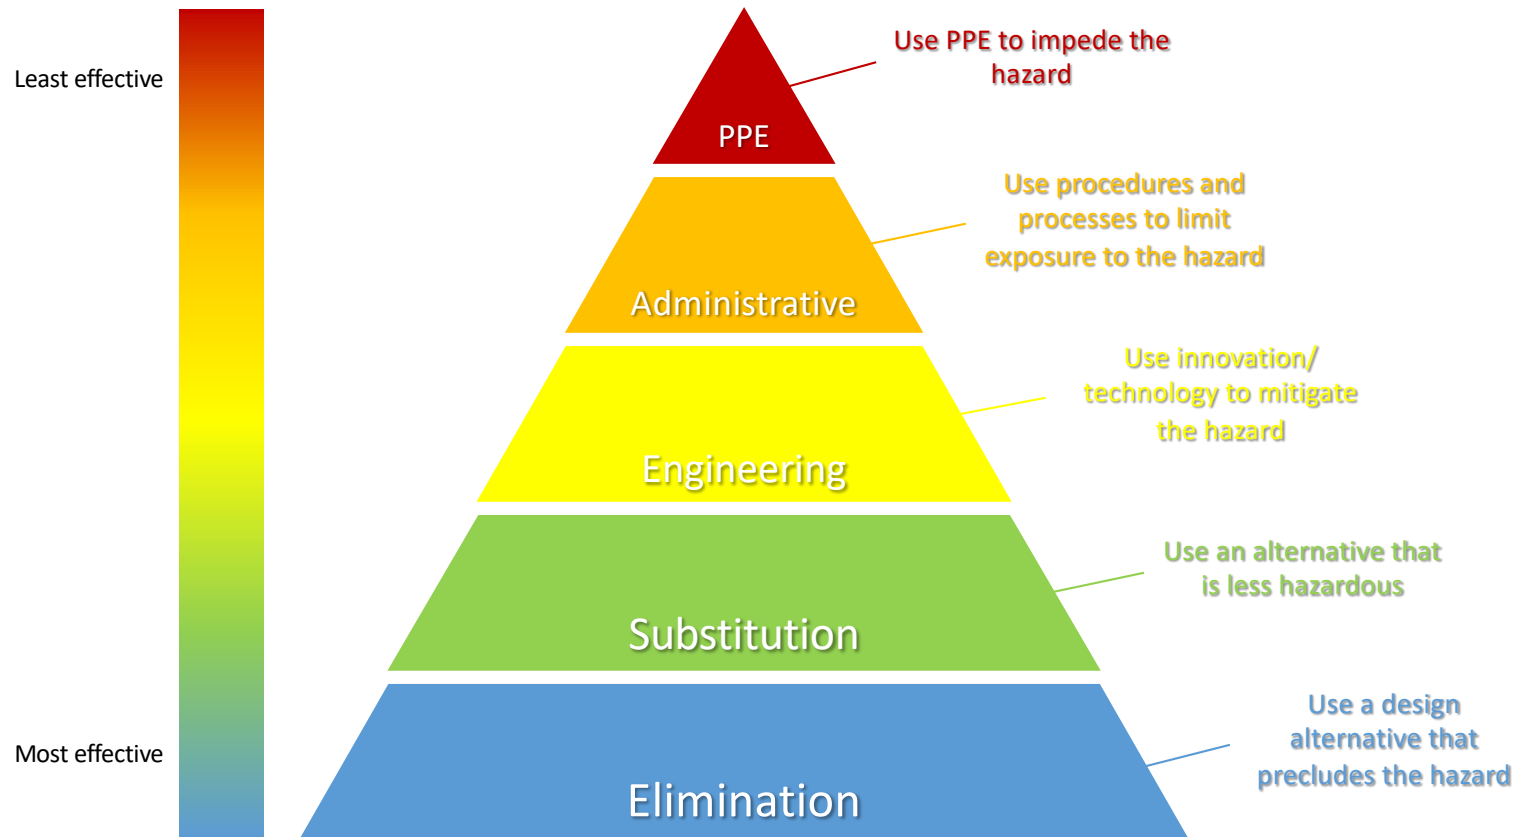 Least effective
Use PPE to impede the
hazard
PPE
Use procedures and
processes to limit
exposure to the hazard
Administrative
Use innovation/
technology to mitigate
the hazard
Engineering
Use an alternative that
is less hazardous
Substitution
Use a design
alternative that
precludes the hazard
Most effective
Elimination